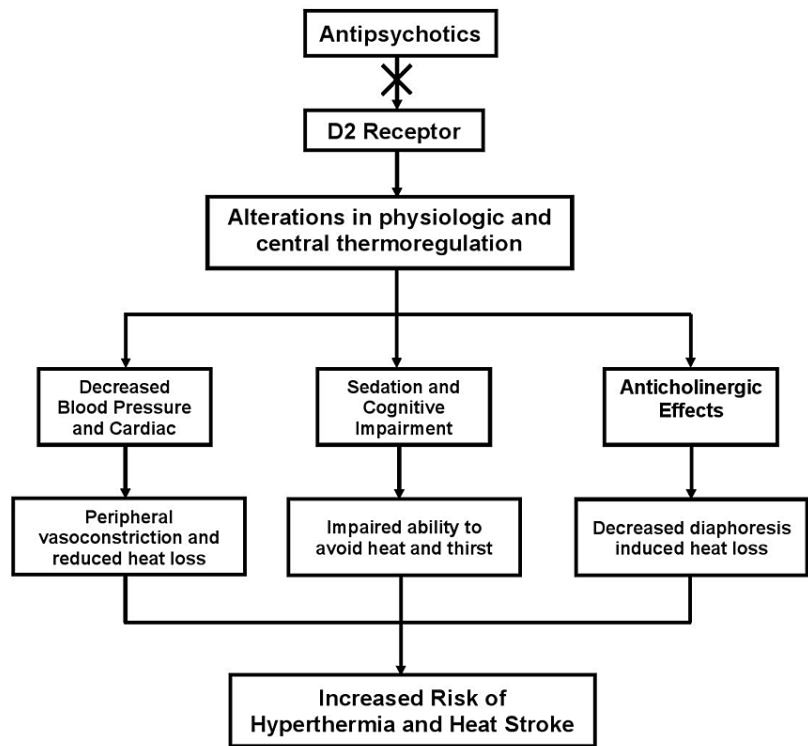 Antipsychotics
D2 Receptor
Alterations in physiologic and
central thermoregulation
Decreased
Blood Pressure
and Cardiac
Sedation and
Cognitive
Impairment
Anticholinergic
Effects
Peripheral
vasoconstriction and
reduced heat loss
Impaired ability to
avoid heat and thirst
Decreased diaphoresis
induced heat loss
Increased Risk of
Hyperthermia and Heat Stroke